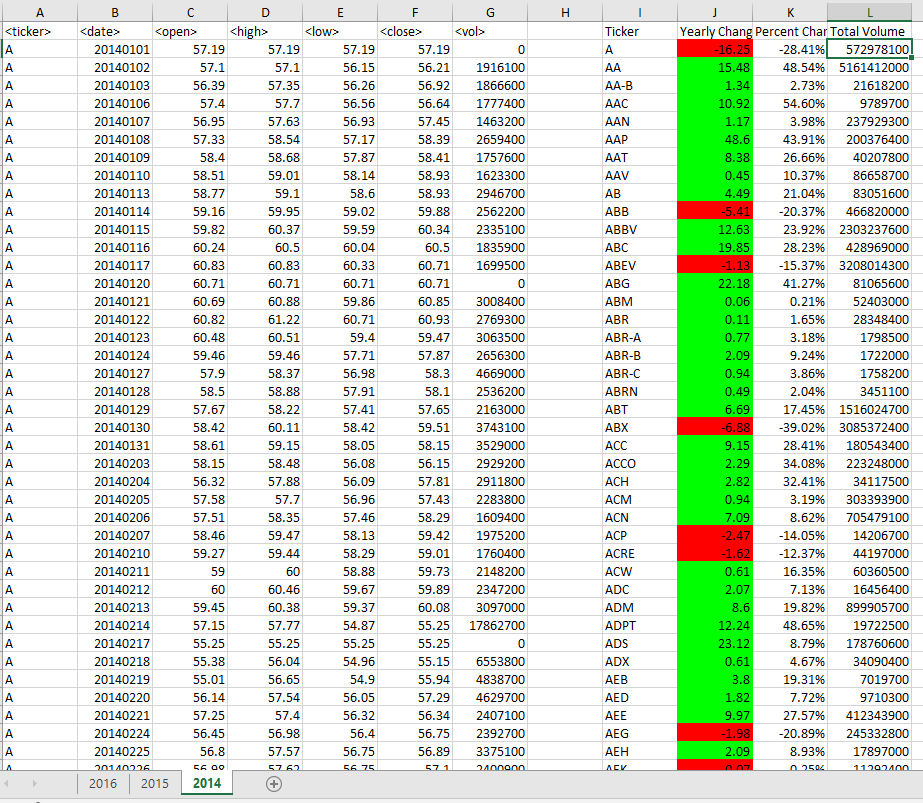 A B C D E F G H I J K L
<ticker> <date> <open> <high> <low> <close> <vol> Ticker Yearly Chang Percent Char Total Volume
A 20140101 57.19 57.19 57.19 57.19 0 A -16.25 -28.41% 572978100
A 20140102 57.1 57.1 56.15 56.21 1916100 AA 15.48 48.54% 5161412000
A 20140103 56.39 57.35 56.26 56.92 1866600 AA-B 1.34 2.73% 21618200
A 20140106 57.4 57.7 56.56 56.64 1777400 AAC 10.92 54.60% 9789700
A 20140107 56.95 57.63 56.93 57.45 1463200 AAN 1.17 3.98% 237929300
A 20140108 57.33 58.54 57.17 58.39 2659400 AAP 48.6 43.91% 200376400
A 20140109 58.4 58.68 57.87 58.41 1757600 AAT 8.38 26.66% 40207800
A 20140110 58.51 59.01 58.14 58.93 1623300 AAV 0.45 10.37% 86658700
A 20140113 58.77 59.1 58.6 58.93 2946700 AB 4.49 21.04% 83051600
A 20140114 59.16 59.95 59.02 59.88 2562200 ABB -5.41 -20.37% 466820000
A 20140115 59.82 60.37 59.59 60.34 2335100 ABBV 12.63 23.92% 2303237600
A 20140116 60.24 60.5 60.04 60.5 1835900 ABC 19.85 28.23% 428969000
A 20140117 60.83 60.83 60.33 60.71 1699500 ABEV -1.13 -15.37% 3208014300
A 20140120 60.71 60.71 60.71 60.71 0 ABG 22.18 41.27% 81065600
A 20140121 60.69 60.88 59.86 60.85 3008400 ABM 0.06 0.21% 52403000
A 20140122 60.82 61.22 60.71 60.93 2769300 ABR 0.11 1.65% 28348400
A 20140123 60.48 60.51 59.4 59.47 3063500 ABR-A 0.77 3.18% 1798500
A 20140124 59.46 59.46 57.71 57.87 2656300 ABR-B 2.09 9.24% 1722000
A 20140127 57.9 58.37 56.98 58.3 4669000 ABR-C 0.94 3.86% 1758200
A 20140128 58.5 58.87 57.91 58.1 2536200 ABRN 0.49 2.04% 3451100
A 20140129 57.67 58.22 57.41 57.65 2163000 ABT 6.69 17.45% 1516024700
A 20140130 58.42 60.11 58.42 59.51 3743100 ABX -6.88 -39.02% 3085372400
A 20140131 58.61 59.15 58.05 58.15 3529000 ACC 9.15 28.41% 180543400
A 20140203 58.15 58.48 56.08 56.15 2929200 ACCO 2.29 34.08% 223248000
A 20140204 56.32 57.88 56.09 57.81 2911800 ACH 2.82 32.41% 34117500
A 20140205 57.58 57.7 56.96 57.43 2283800 ACM 0.94 3.19% 303393900
A 20140206 57.51 58.35 57.46 58.29 1609400 ACN 7.09 8.62% 705479100
A 20140207 58.46 59.47 58.13 59.42 1975200 ACP -2.47 -14.05% 14206700
A 20140210 59.27 59.44 58.29 59.01 1760400 ACRE -1.62 -12.37% 44197000
A 20140211 59 60 58.88 59.73 2148200 ACW 0.61 16.35% 60360500
A 20140212 60 60.46 59.67 59.89 2347200 ADC 2.07 7.13% 16456400
A 20140213 59.45 60.38 59.37 60.08 3097000 ADM 8.6 19.82% 899905700
A 20140214 57.15 57.77 54.87 55.25 17862700 ADPT 12.24 48.65% 19722500
A 20140217 55.25 55.25 55.25 55.25 0 ADS 23.12 8.79% 178760600
A 20140218 55.38 56.04 54.96 55.15 6553800 ADX 0.61 4.67% 34090400
A 20140219 55.01 56.65 54.9 55.94 4838700 AEB 3.8 19.31% 7019700
A 20140220 56.14 57.54 56.05 57.29 4629700 AED 1.82 7.72% 9710300
A 20140221 57.25 57.4 56.32 56.34 2407100 AEE 9.97 27.57% 412343900
A 20140224 56.45 56.98 56.4 56.75 2392700 AEG -1.98 -20.89% 245332800
A 20140225 56.8 57.57 56.75 56.89 3375100 AEH 2.09 8.93% 17897000
A 20140226 56.98 57.62 56.75 57.1 2400900 AEK 0.25% 11292400
2016 2015 2014